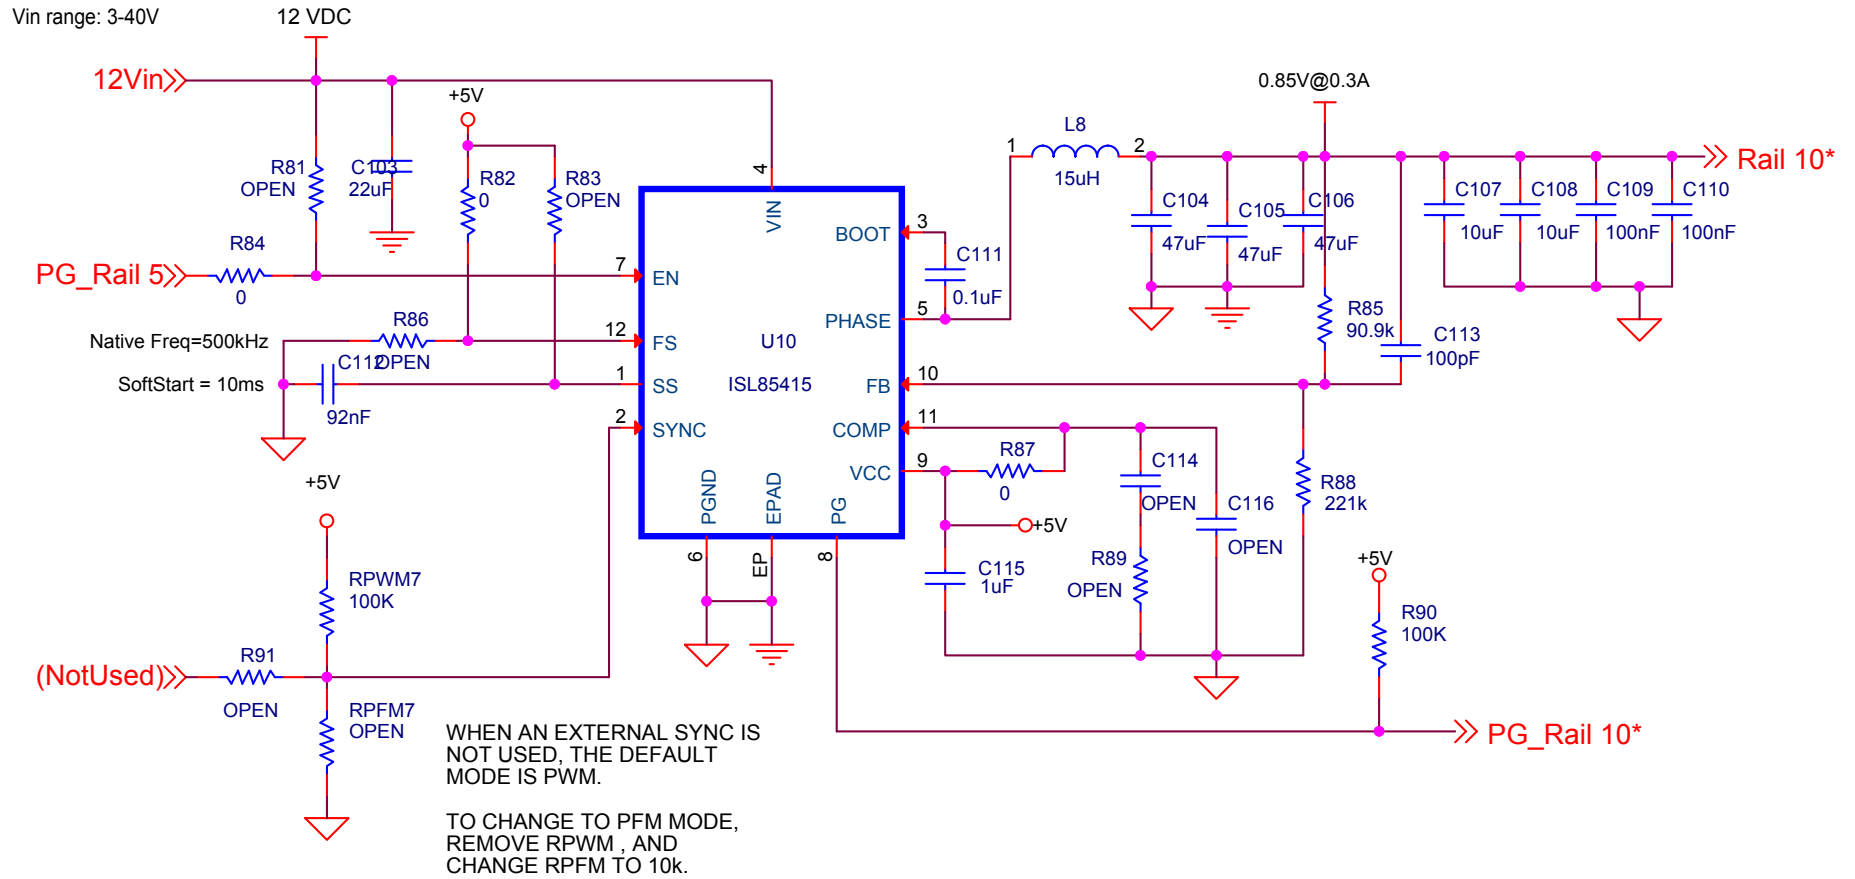 Vin range: 3-40V
12 VDC
12Vin
+5V
0.85V@0.3A
R81
OPEN
C103
22uF
R82
0
R83
OPEN
4
VIN
1
L8
2
15uH
Rail 10*
C104
47uF
C105
47uF
C106
47uF
C107
10uF
C108
10uF
C109
100nF
C110
100nF
R84
0
PG_Rail 5
7
EN
BOOT
3
C111
0.1uF
PHASE
5
R85
90.9k
C113
100pF
Native Freq=500kHz
R86
OPEN
12
FS
U10
ISL85415
SoftStart = 10ms
C112
92nF
1
SS
FB
10
2
SYNC
COMP
11
VCC
9
R87
0
C114
OPEN
C116
OPEN
R88
221k
+5V
PGND
EPAD
PG
6
EP
8
C115
1uF
R89
OPEN
+5V
R90
100K
+5V
RPWM7
100K
(NotUsed)
R91
OPEN
RPFM7
OPEN
PG_Rail 10*
WHEN AN EXTERNAL SYNC IS
NOT USED, THE DEFAULT
MODE IS PWM.
TO CHANGE TO PFM MODE,
REMOVE RPWM , AND
CHANGE RPFM TO 10k.